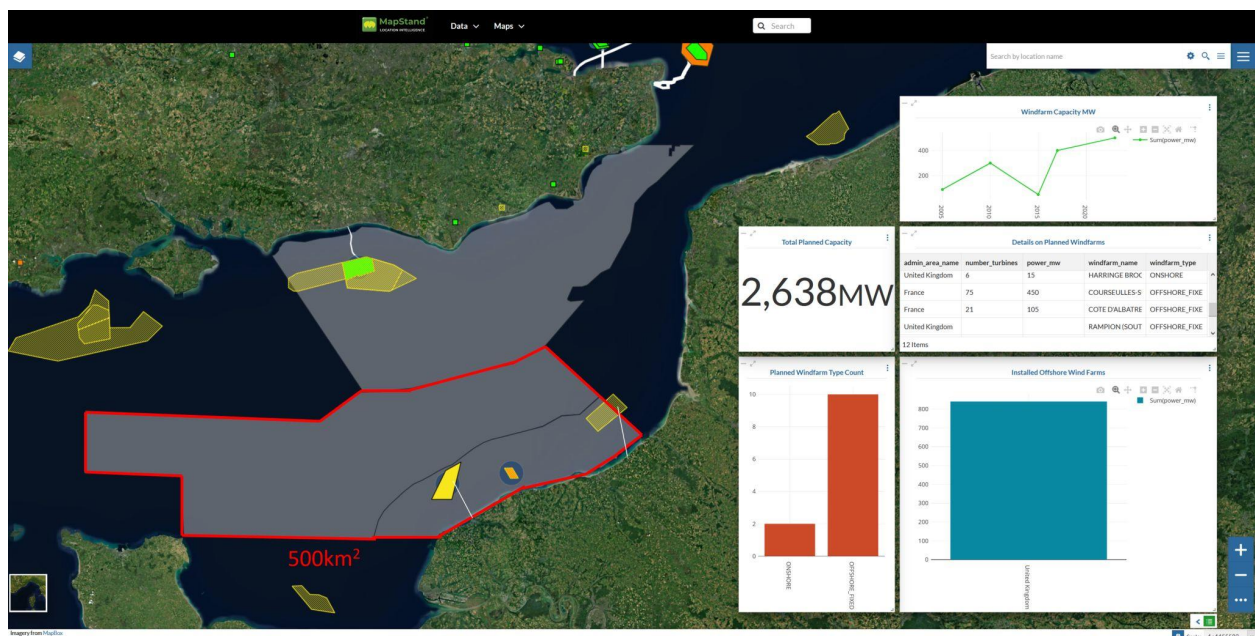 MapStand®
LOCATION INTELLIGENCE
Data
Maps
Search
Search by location name
Windfarm Capacity MW
400
200
2005
2010
2015
2020
Sum(power_mw)
Total Planned Capacity
2,638MW
Details on Planned Windfarms
admin_area_name number_turbines power_mw windfarm_name windfarm_type
United Kingdom 6 15 HARRINGE BROC ONSHORE
France 75 450 COURSEULLES-S OFFSHORE_FIXE
France 21 105 COTE D'ALBATRE OFFSHORE_FIXE
United Kingdom RAMPION (SOUT OFFSHORE_FIXE
12 Items
Planned Windfarm Type Count
10
8
6
4
2
0
ONSHORE
OFFSHORE_FIXED
Installed Offshore Wind Farms
Sum(power_mw)
800
700
600
500
400
300
200
100
0
United Kingdom
500km²
Imagery from MapBox